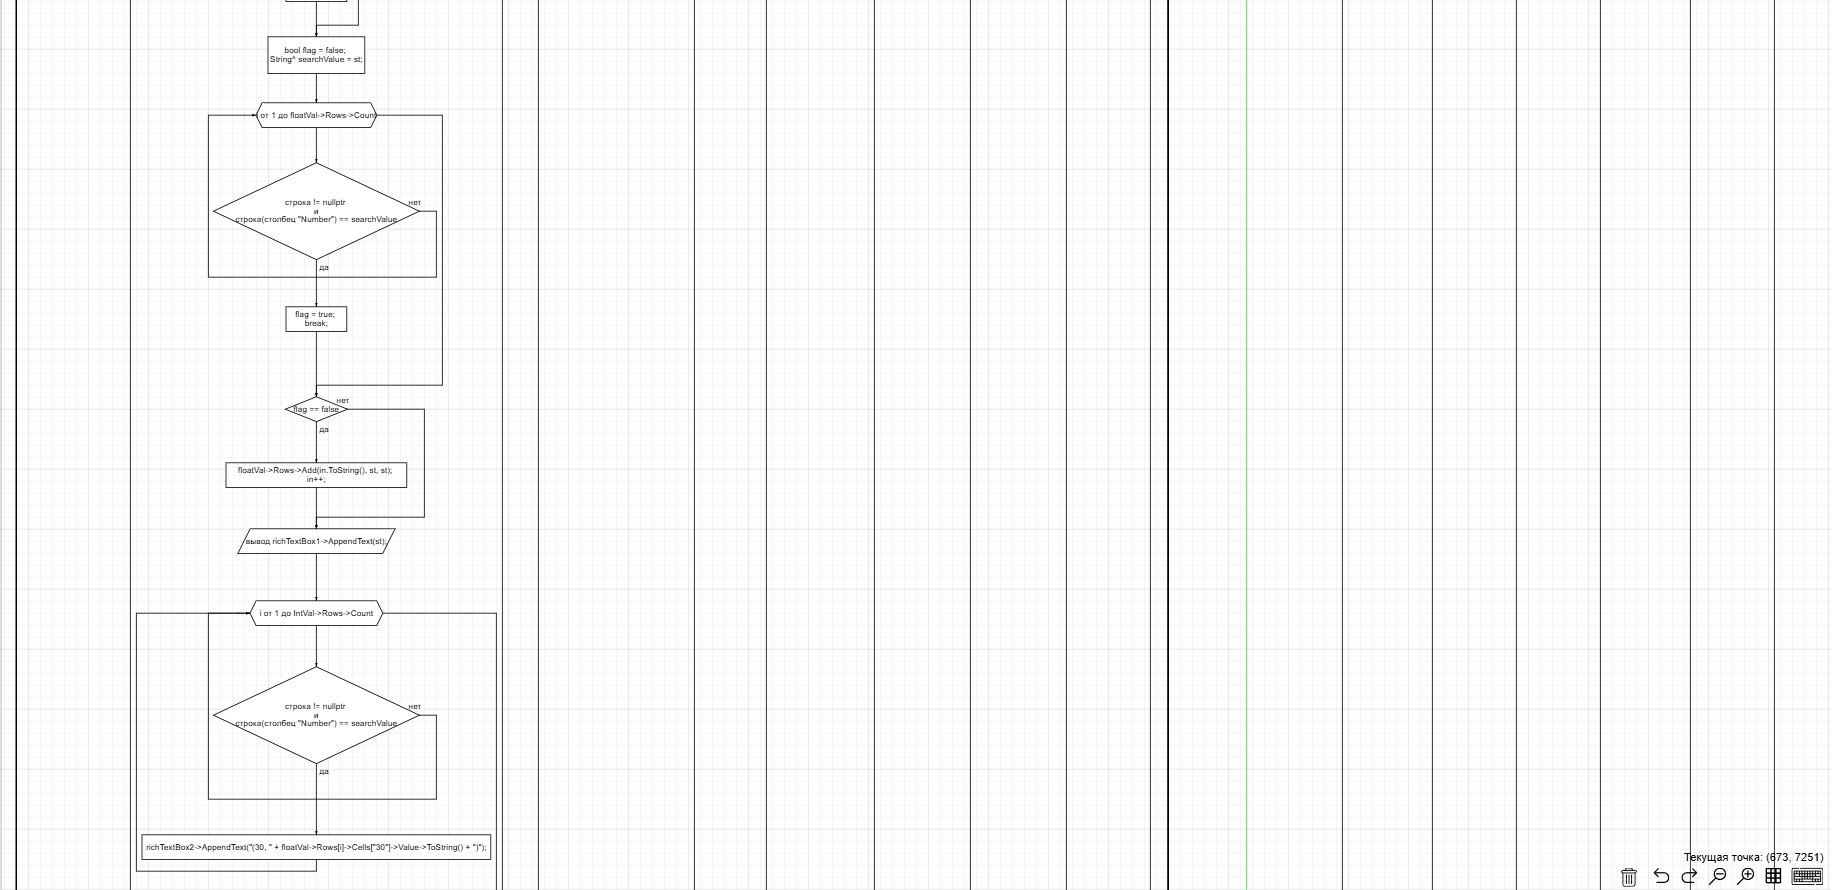 bool flag = false;
String^ searchValue = st;
от 1 до floatVal->Rows->Count
строка != nullptr
и
строка(столбец "Number") == searchValue
нет
да
flag = true;
break;
flag == false
нет
да
floatVal->Rows->Add(in.ToString(), st, st);
in++;
вывод richTextBox1->AppendText(st);
i от 1 до IntVal->Rows->Count
строка != nullptr
и
строка(столбец "Number") == searchValue
нет
да
richTextBox2->AppendText("(30, " + floatVal->Rows[i]->Cells["30"]->Value->ToString() + ")");
Текущая точка: (673, 7251)